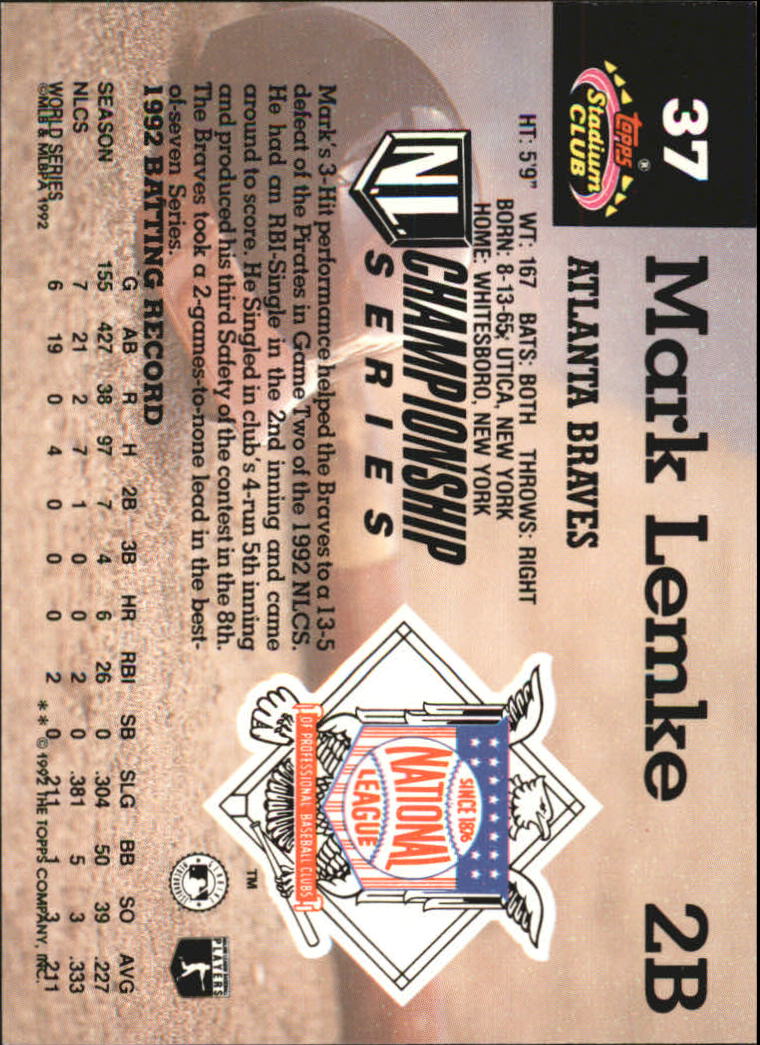 37
Mark Lemke 2B
ATLANTA BRAVES
topps®
Stadium
CLUB
HT: 5'9" WT: 167 BATS: BOTH THROWS: RIGHT
BORN: 8-13-65, UTICA, NEW YORK
HOME: WHITESBORO, NEW YORK
N.L. CHAMPIONSHIP
SERIES
Mark's 3-Hit performance helped the Braves to a 13-5
defeat of the Pirates in Game Two of the 1992 NLCS.
He had an RBI-Single in the 2nd inning and came
around to score. He Singled in club's 4-run 5th inning
and produced his third Safety of the contest in the 8th.
The Braves took a 2-games-to-none lead in the best-
of-seven Series.
SINCE 1876
NATIONAL
LEAGUE
OF PROFESSIONAL BASEBALL CLUBS
TM
1992 BATTING RECORD
G AB R H 2B 3B HR RBI SB SLG BB SO AVG
SEASON 155 427 38 97 7 4 6 26 0 .304 50 39 .227
NLCS 7 21 2 7 1 0 0 2 0 .381 5 3 .333
WORLD SERIES 6 19 0 4 0 0 0 2 0 .211 1 3 .211
©MLB & MLBPA 1992
**©1992 THE TOPPS COMPANY, INC.
PLAYERS